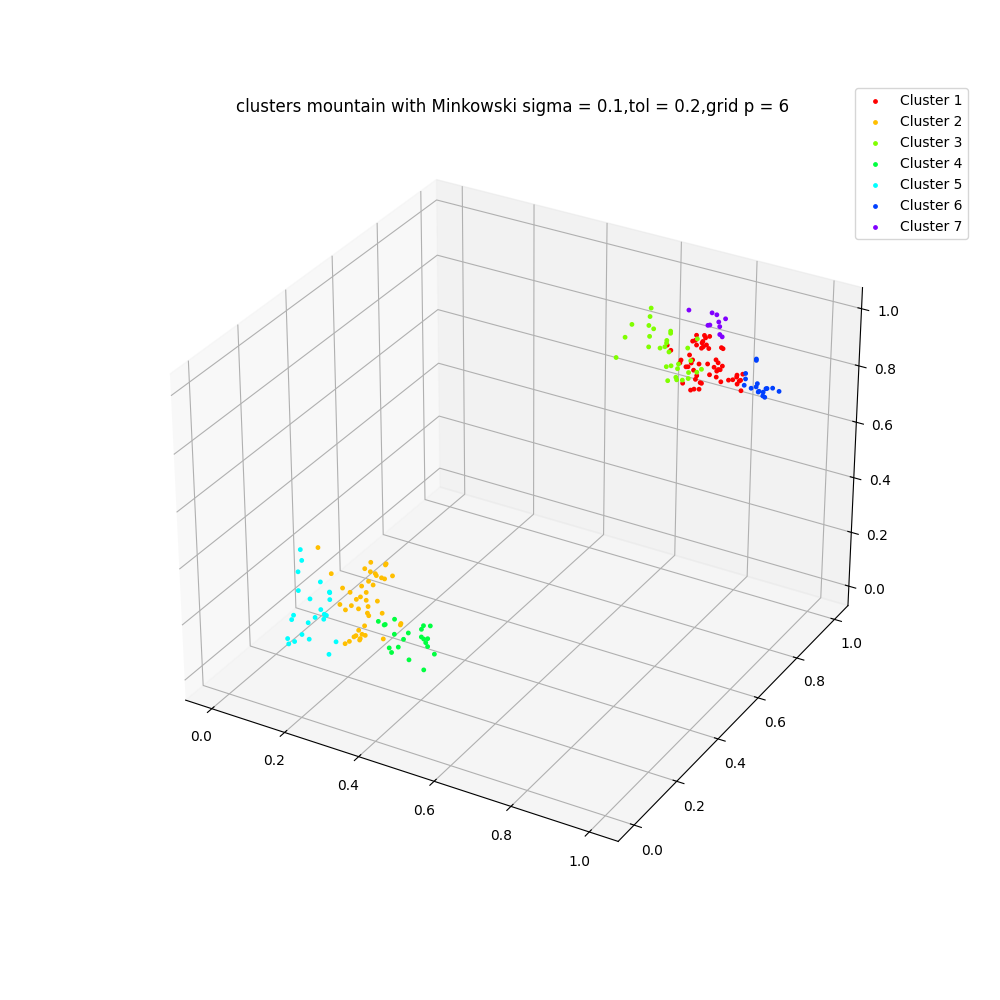 clusters mountain with Minkowski sigma = 0.1,tol = 0.2,grid p = 6
Cluster 1
Cluster 2
Cluster 3
Cluster 4
Cluster 5
Cluster 6
Cluster 7
1.0
0.8
0.6
0.4
0.2
0.0
1.0
0.8
0.6
0.4
0.2
0.0
0.0
0.2
0.4
0.6
0.8
1.0